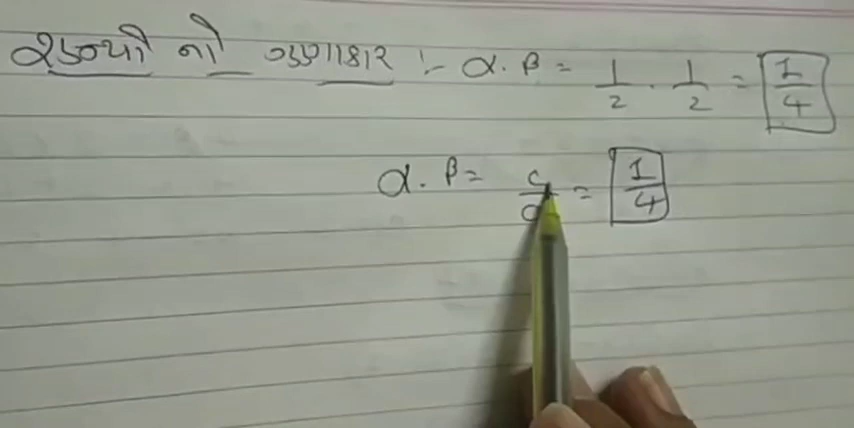 શૂન્યો નો ગુણાકાર :- α · β = 1/2 · 1/2 = 1/4
α · β = c/a = 1/4